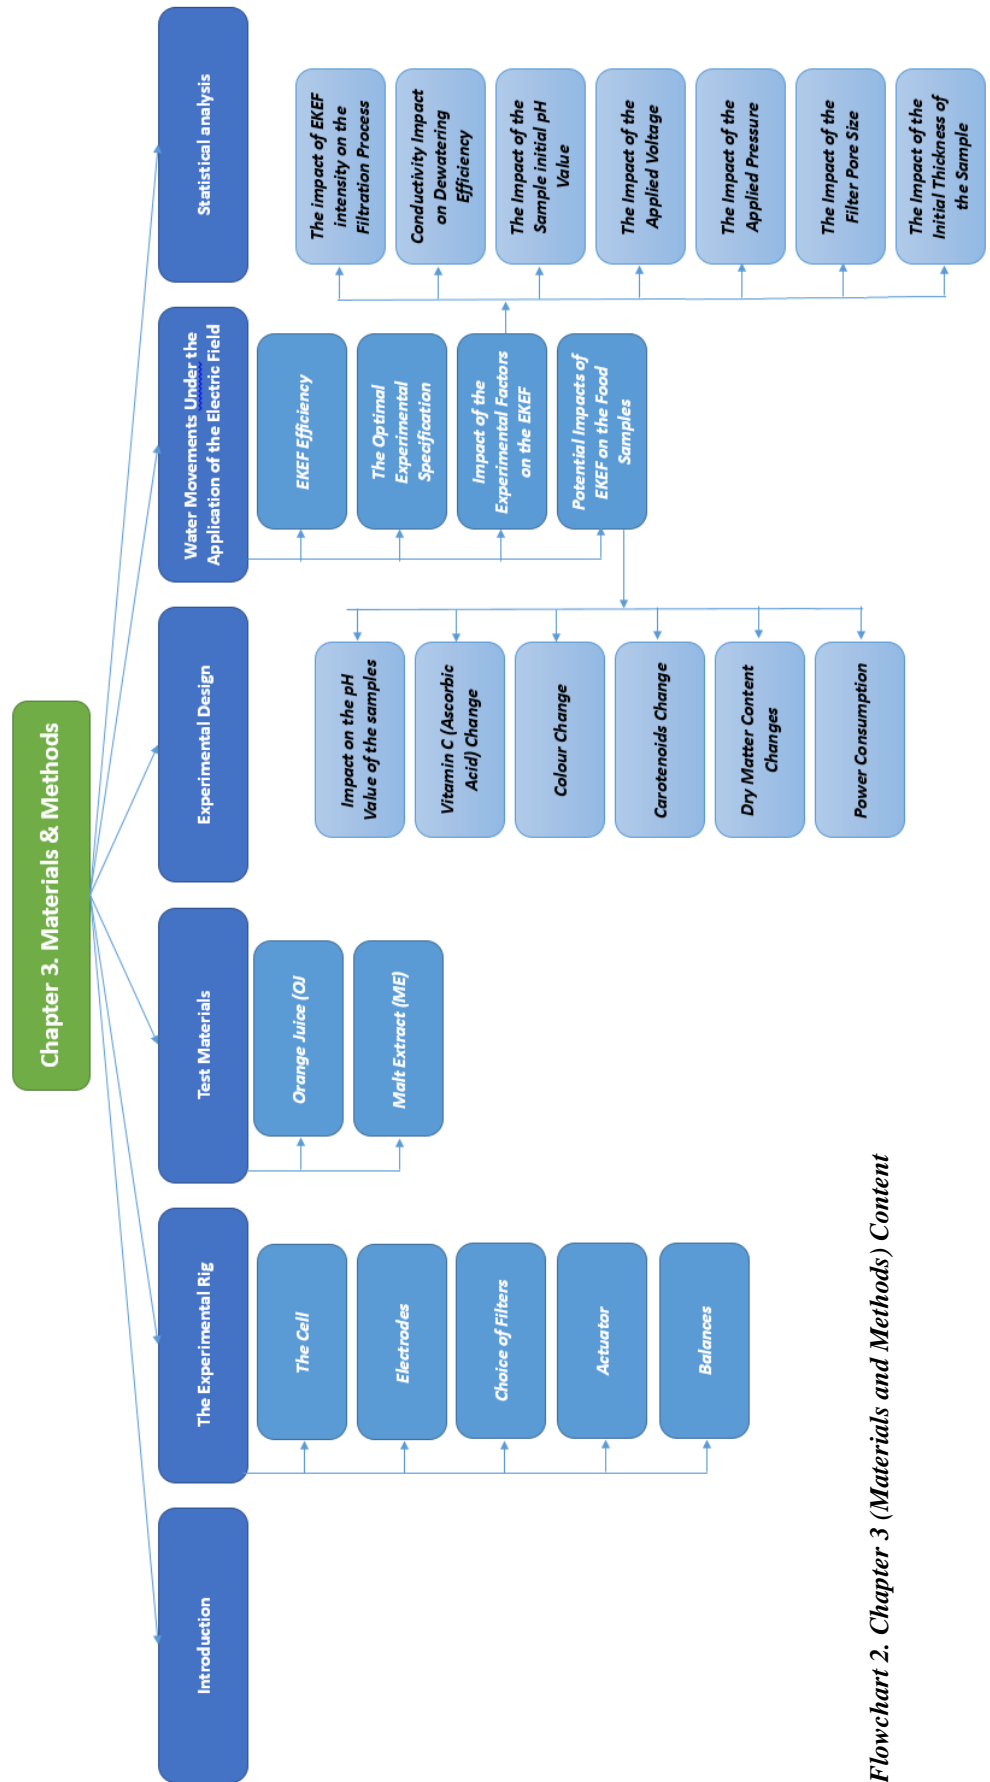 Chapter 3. Materials & Methods
Introduction
The Experimental Rig
The Cell
Electrodes
Choice of Filters
Actuator
Balances
Test Materials
Orange Juice (OJ
Malt Extract (ME)
Experimental Design
Water Movements Under the
Application of the Electric Field
EKEF Efficiency
The Optimal
Experimental
Specification
Impact of the
Experimental Factors
on the EKEF
Potential Impacts of
EKEF on the Food
Samples
Impact on the pH
Value of the samples
Vitamin C (Ascorbic
Acid) Change
Colour Change
Carotenoids Change
Dry Matter Content
Changes
Power Consumption
Statistical analysis
The impact of EKEF
intensity on the
Filtration Process
Conductivity Impact
on Dewatering
Efficiency
The Impact of the
Sample initial pH
Value
The Impact of the
Applied Voltage
The Impact of the
Applied Pressure
The Impact of the
Filter Pore Size
The Impact of the
Initial Thickness of
the Sample
Flowchart 2. Chapter 3 (Materials and Methods) Content